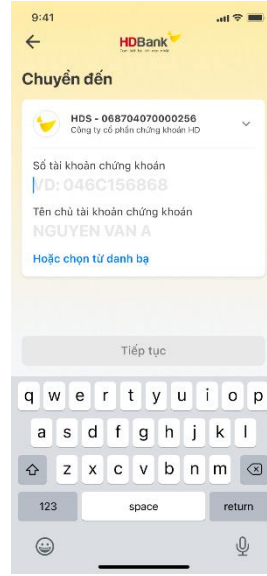 9:41
HDBank
Chuyển đến
HDS - 068704070000256
Công ty cổ phần chứng khoán HD
Số tài khoản chứng khoán
VD: 046C156868
Tên chủ tài khoản chứng khoán
NGUYEN VAN A
Hoặc chọn từ danh bạ
Tiếp tục
q w e r t y u i o p
a s d f g h j k l
z x c v b n m
123 space return